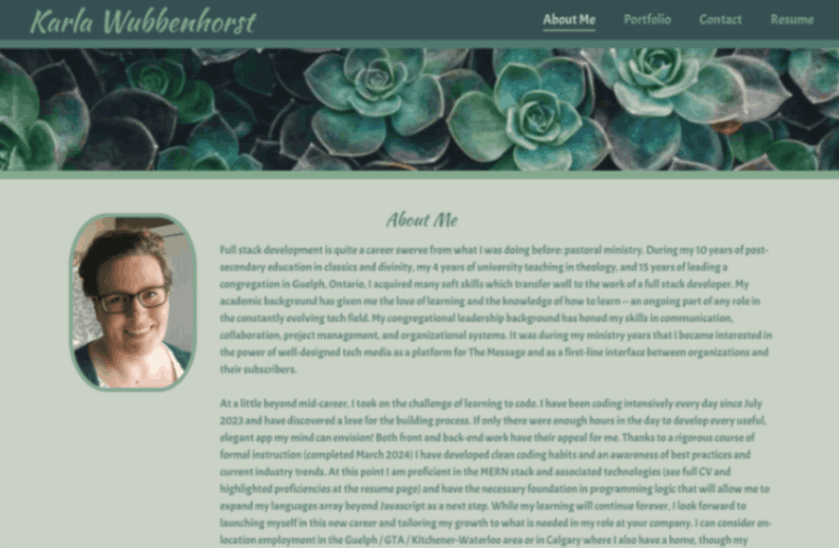 Karla Wubbenhorst
About Me Portfolio Contact Resume
About Me
Full stack development is quite a career swerve from what I was doing before: pastoral ministry. During my 10 years of post-
secondary education in classics and divinity, my 4 years of university teaching in theology, and 15 years of leading a
congregation in Guelph, Ontario, I acquired many soft skills which transfer well to the work of a full stack developer. My
academic background has given me the love of learning and the knowledge of how to learn – an ongoing part of any role in
the constantly evolving tech field. My congregational leadership background has honed my skills in communication,
collaboration, project management, and organizational systems. It was during my ministry years that I became interested in
the power of well-designed tech media as a platform for The Message and as a first-line interface between organizations and
their subscribers.
At a little beyond mid-career, I took on the challenge of learning to code. I have been coding intensively every day since July
2023 and have discovered a love for the building process. If only there were enough hours in the day to develop every useful,
elegant app my mind can envision! Both front and back-end work have their appeal for me. Thanks to a rigorous course of
formal instruction (completed March 2024) I have developed clean coding habits and an awareness of best practices and
current industry trends. At this point I am proficient in the MERN stack and associated technologies (see full CV and
highlighted proficiencies at the resume page) and have the necessary foundation in programming logic that will allow me to
expand my languages array beyond Javascript as a next step. While my learning will continue forever, I look forward to
launching myself in this new career and tailoring my growth to what is needed in my role at your company. I can consider on-
location employment in the Guelph / GTA / Kitchener-Waterloo area or in Calgary where I also have a home, though my